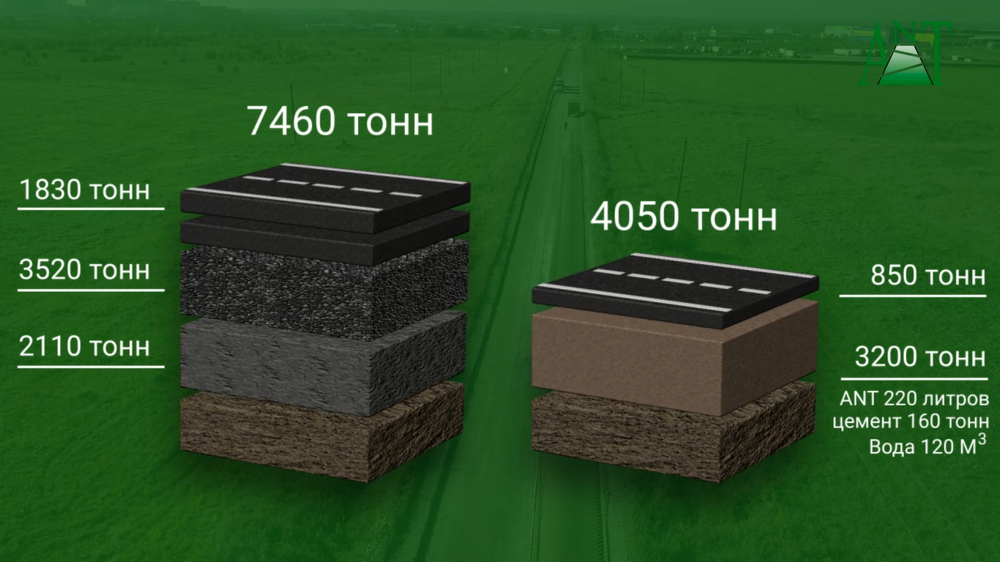 ANT
7460 тонн
1830 тонн
3520 тонн
2110 тонн
4050 тонн
850 тонн
3200 тонн
ANT 220 литров
цемент 160 тонн
Вода 120 М³